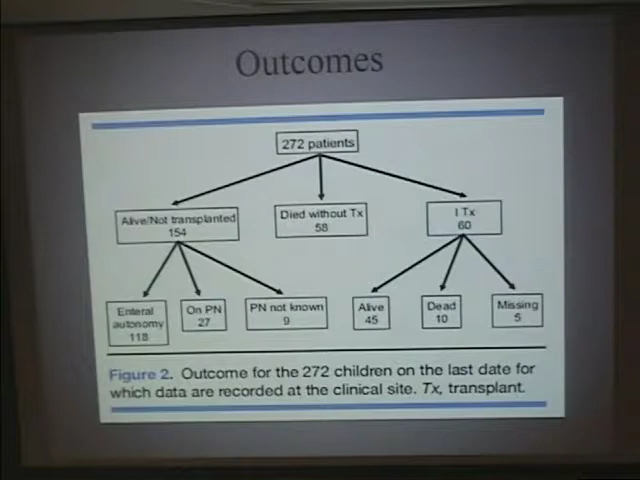 Outcomes
272 patients
Alive/Not transplanted
154
Died without Tx
58
I Tx
60
Enteral
autonomy
118
On PN
27
PN not known
9
Alive
45
Dead
10
Missing
5
Figure 2. Outcome for the 272 children on the last date for
which data are recorded at the clinical site. Tx, transplant.